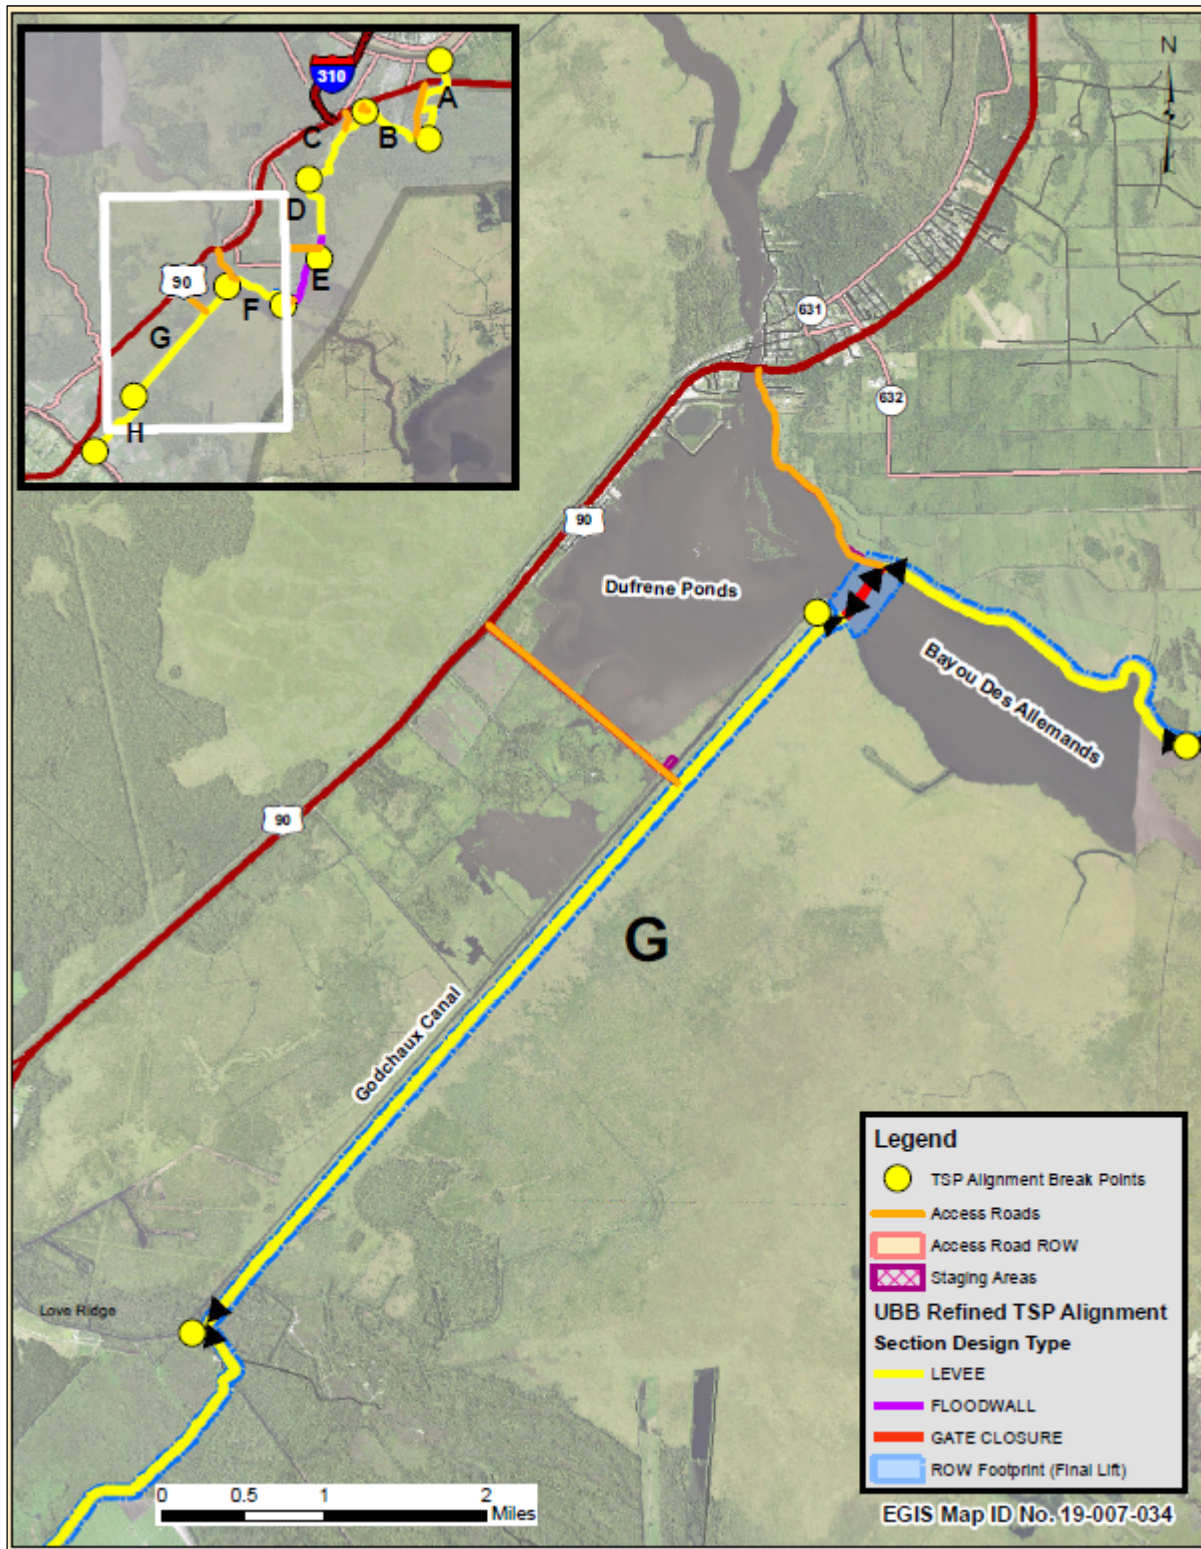 310
A
B
C
D
E
90
F
G
H
N
631
632
90
Dufrene Ponds
Bayou Des Allemands
90
G
Godchaux Canal
Love Ridge
Legend
TSP Alignment Break Points
Access Roads
Access Road ROW
Staging Areas
UBB Refined TSP Alignment
Section Design Type
LEVEE
FLOODWALL
GATE CLOSURE
ROW Footprint (Final Lift)
0 0.5 1 2
Miles
EGIS Map ID No. 19-007-034